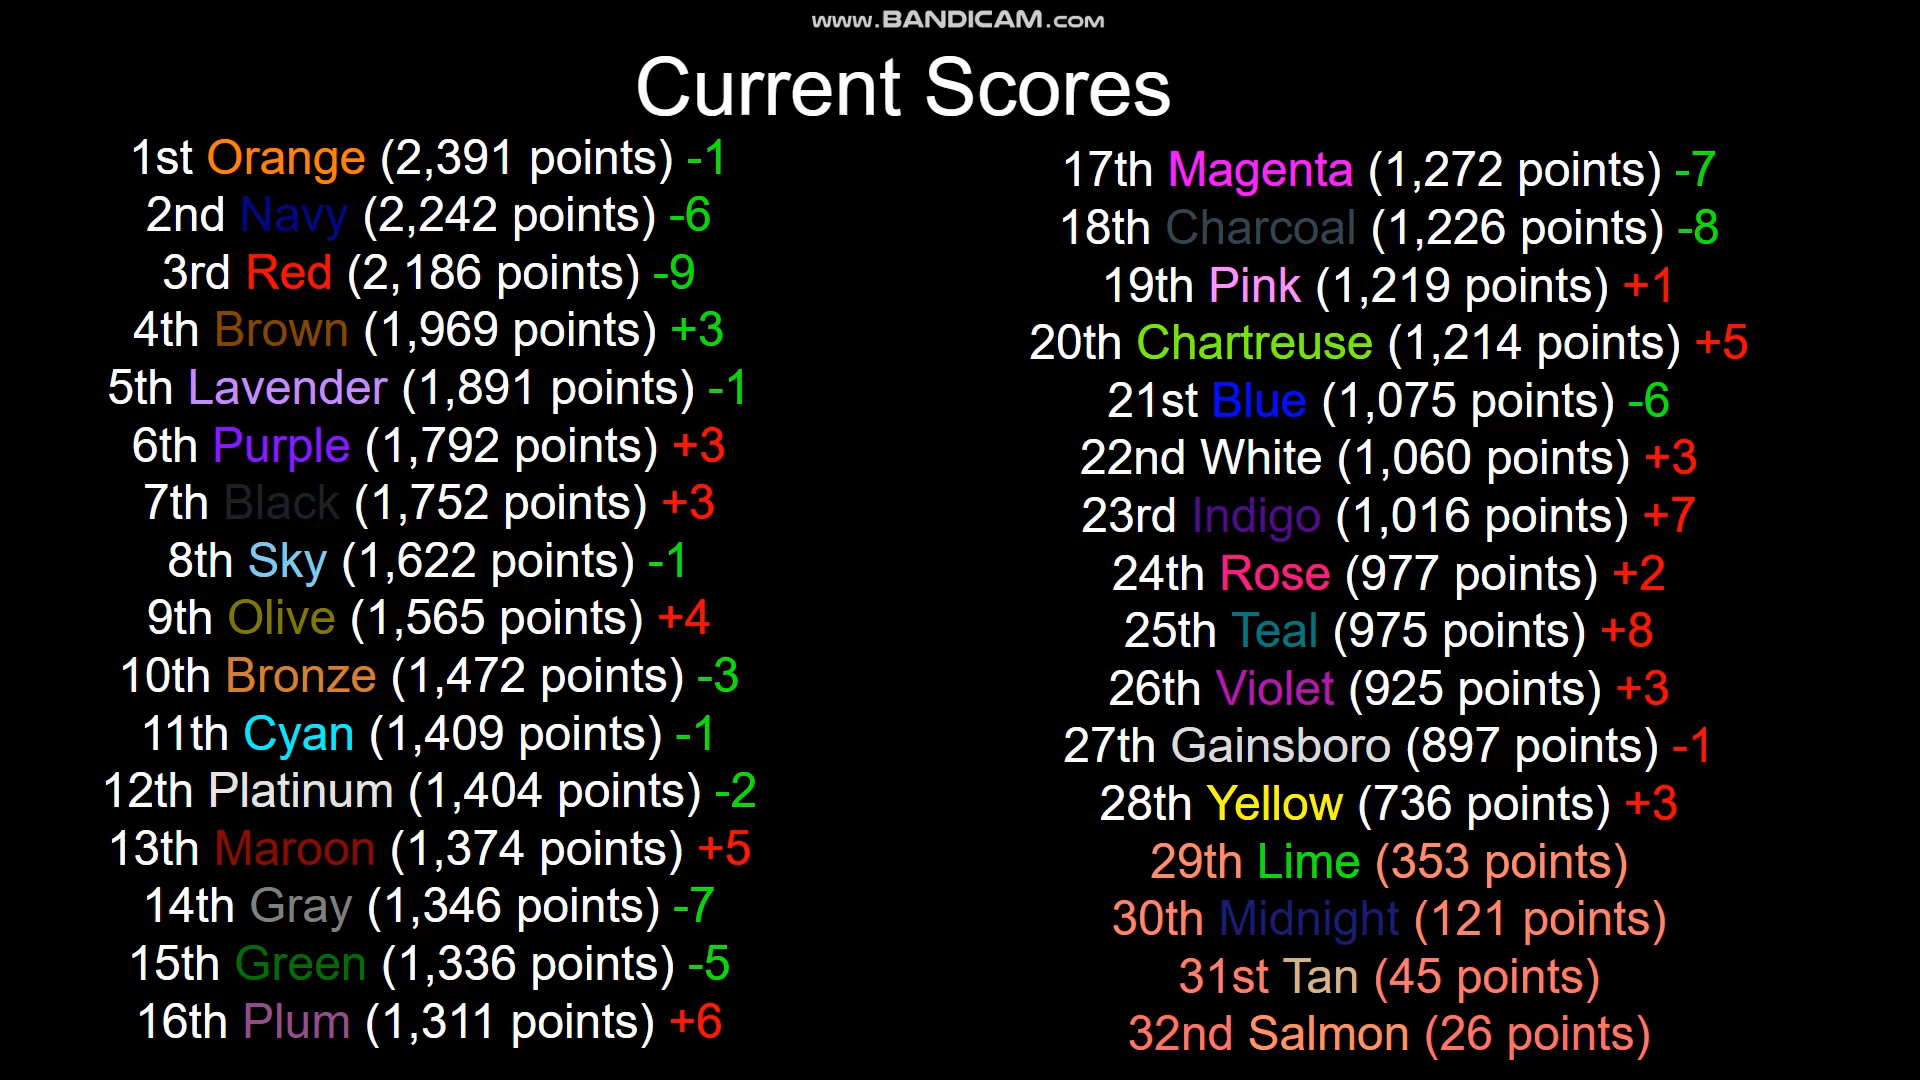 www.BANDICAM.com
Current Scores
1st Orange (2,391 points) -1
2nd Navy (2,242 points) -6
3rd Red (2,186 points) -9
4th Brown (1,969 points) +3
5th Lavender (1,891 points) -1
6th Purple (1,792 points) +3
7th Black (1,752 points) +3
8th Sky (1,622 points) -1
9th Olive (1,565 points) +4
10th Bronze (1,472 points) -3
11th Cyan (1,409 points) -1
12th Platinum (1,404 points) -2
13th Maroon (1,374 points) +5
14th Gray (1,346 points) -7
15th Green (1,336 points) -5
16th Plum (1,311 points) +6
17th Magenta (1,272 points) -7
18th Charcoal (1,226 points) -8
19th Pink (1,219 points) +1
20th Chartreuse (1,214 points) +5
21st Blue (1,075 points) -6
22nd White (1,060 points) +3
23rd Indigo (1,016 points) +7
24th Rose (977 points) +2
25th Teal (975 points) +8
26th Violet (925 points) +3
27th Gainsboro (897 points) -1
28th Yellow (736 points) +3
29th Lime (353 points)
30th Midnight (121 points)
31st Tan (45 points)
32nd Salmon (26 points)